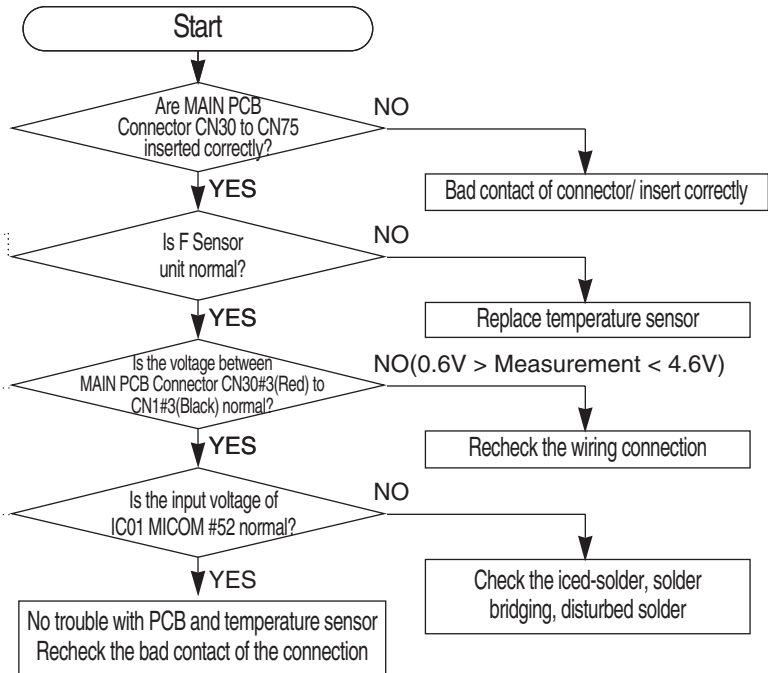 Start
Are MAIN PCB
Connector CN30 to CN75
inserted correctly?
NO
Bad contact of connector/ insert correctly
YES
Is F Sensor
unit normal?
NO
Replace temperature sensor
YES
Is the voltage between
MAIN PCB Connector CN30#3(Red) to
CN1#3(Black) normal?
NO(0.6V > Measurement < 4.6V)
Recheck the wiring connection
YES
Is the input voltage of
IC01 MICOM #52 normal?
NO
Check the iced-solder, solder
bridging, disturbed solder
YES
No trouble with PCB and temperature sensor
Recheck the bad contact of the connection